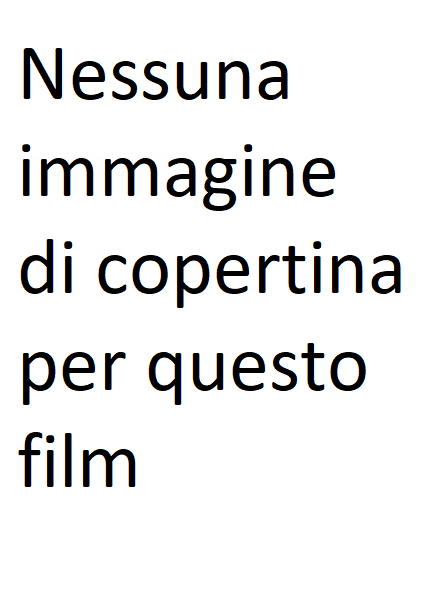 Nessuna
immagine
di copertina
per questo
film